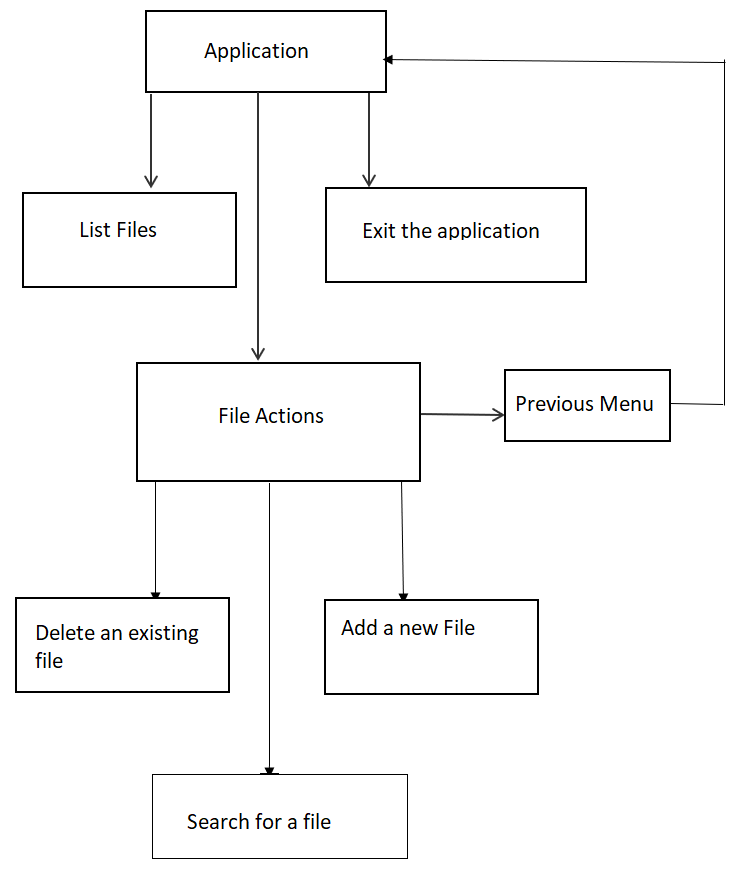 Application
List Files
Exit the application
File Actions
Previous Menu
Delete an existing
file
Add a new File
Search for a file